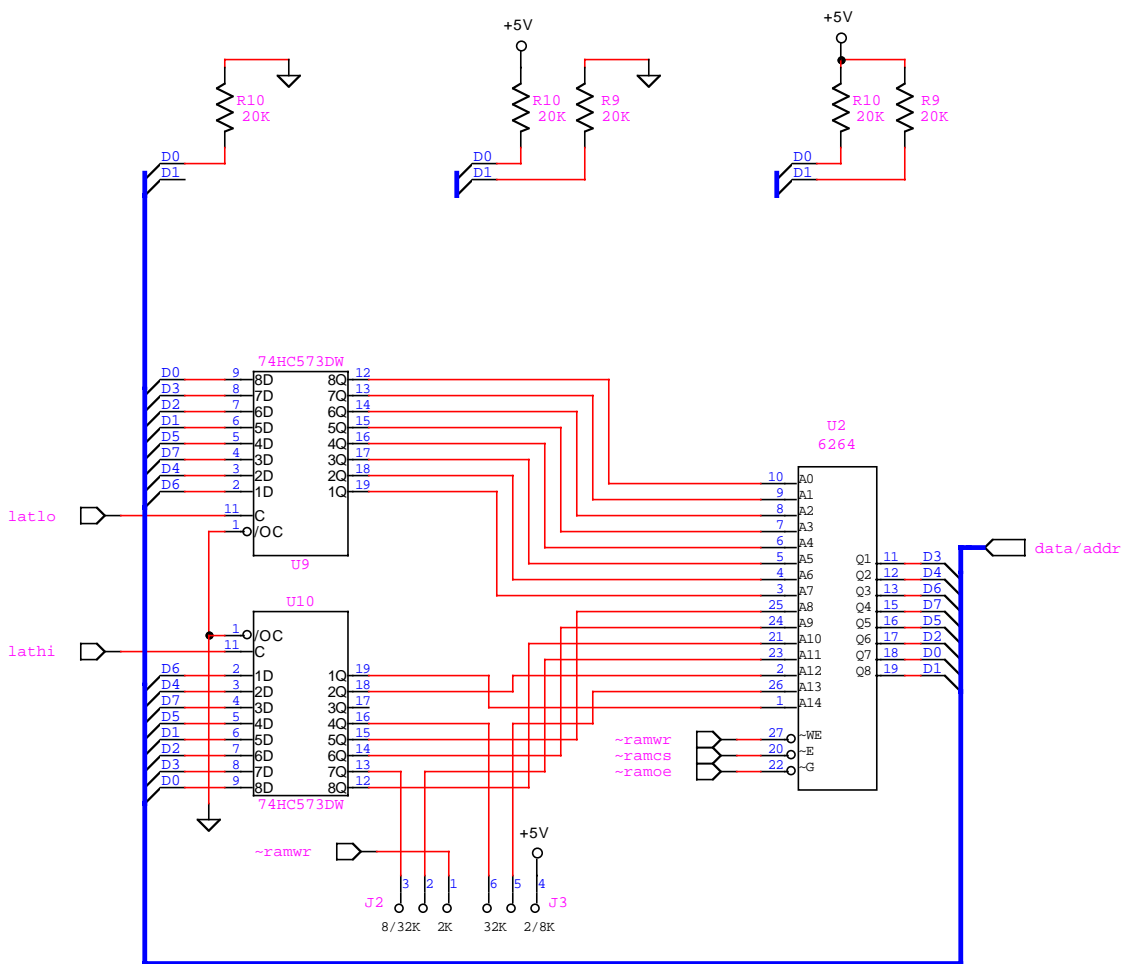 +5V
+5V
R10
20K
R10
20K
R9
20K
R10
20K
R9
20K
D0
D1
D0
D1
D0
D1
74HC573DW
D0 9 8D 8Q 12
D3 8 7D 7Q 13
D2 7 6D 6Q 14
D1 6 5D 5Q 15
D5 5 4D 4Q 16
D7 4 3D 3Q 17
D4 3 2D 2Q 18
D6 2 1D 1Q 19
latlo 11 C
1 /OC
U9
U2
6264
10 A0
9 A1
8 A2
7 A3
6 A4
5 A5
4 A6
3 A7
25 A8
24 A9
21 A10
23 A11
2 A12
26 A13
1 A14
Q1 11 D3
Q2 12 D4
Q3 13 D6
Q4 15 D7
Q5 16 D5
Q6 17 D2
Q7 18 D0
Q8 19 D1
data/addr
~ramwr 27 ~WE
~ramcs 20 ~E
~ramoe 22 ~G
U10
1 /OC
lathi 11 C
D6 2 1D 1Q 19
D4 3 2D 2Q 18
D7 4 3D 3Q 17
D5 5 4D 4Q 16
D1 6 5D 5Q 15
D2 7 6D 6Q 14
D3 8 7D 7Q 13
D0 9 8D 8Q 12
74HC573DW
+5V
~ramwr
3 2 1 6 5 4
J2 J3
8/32K 2K 32K 2/8K